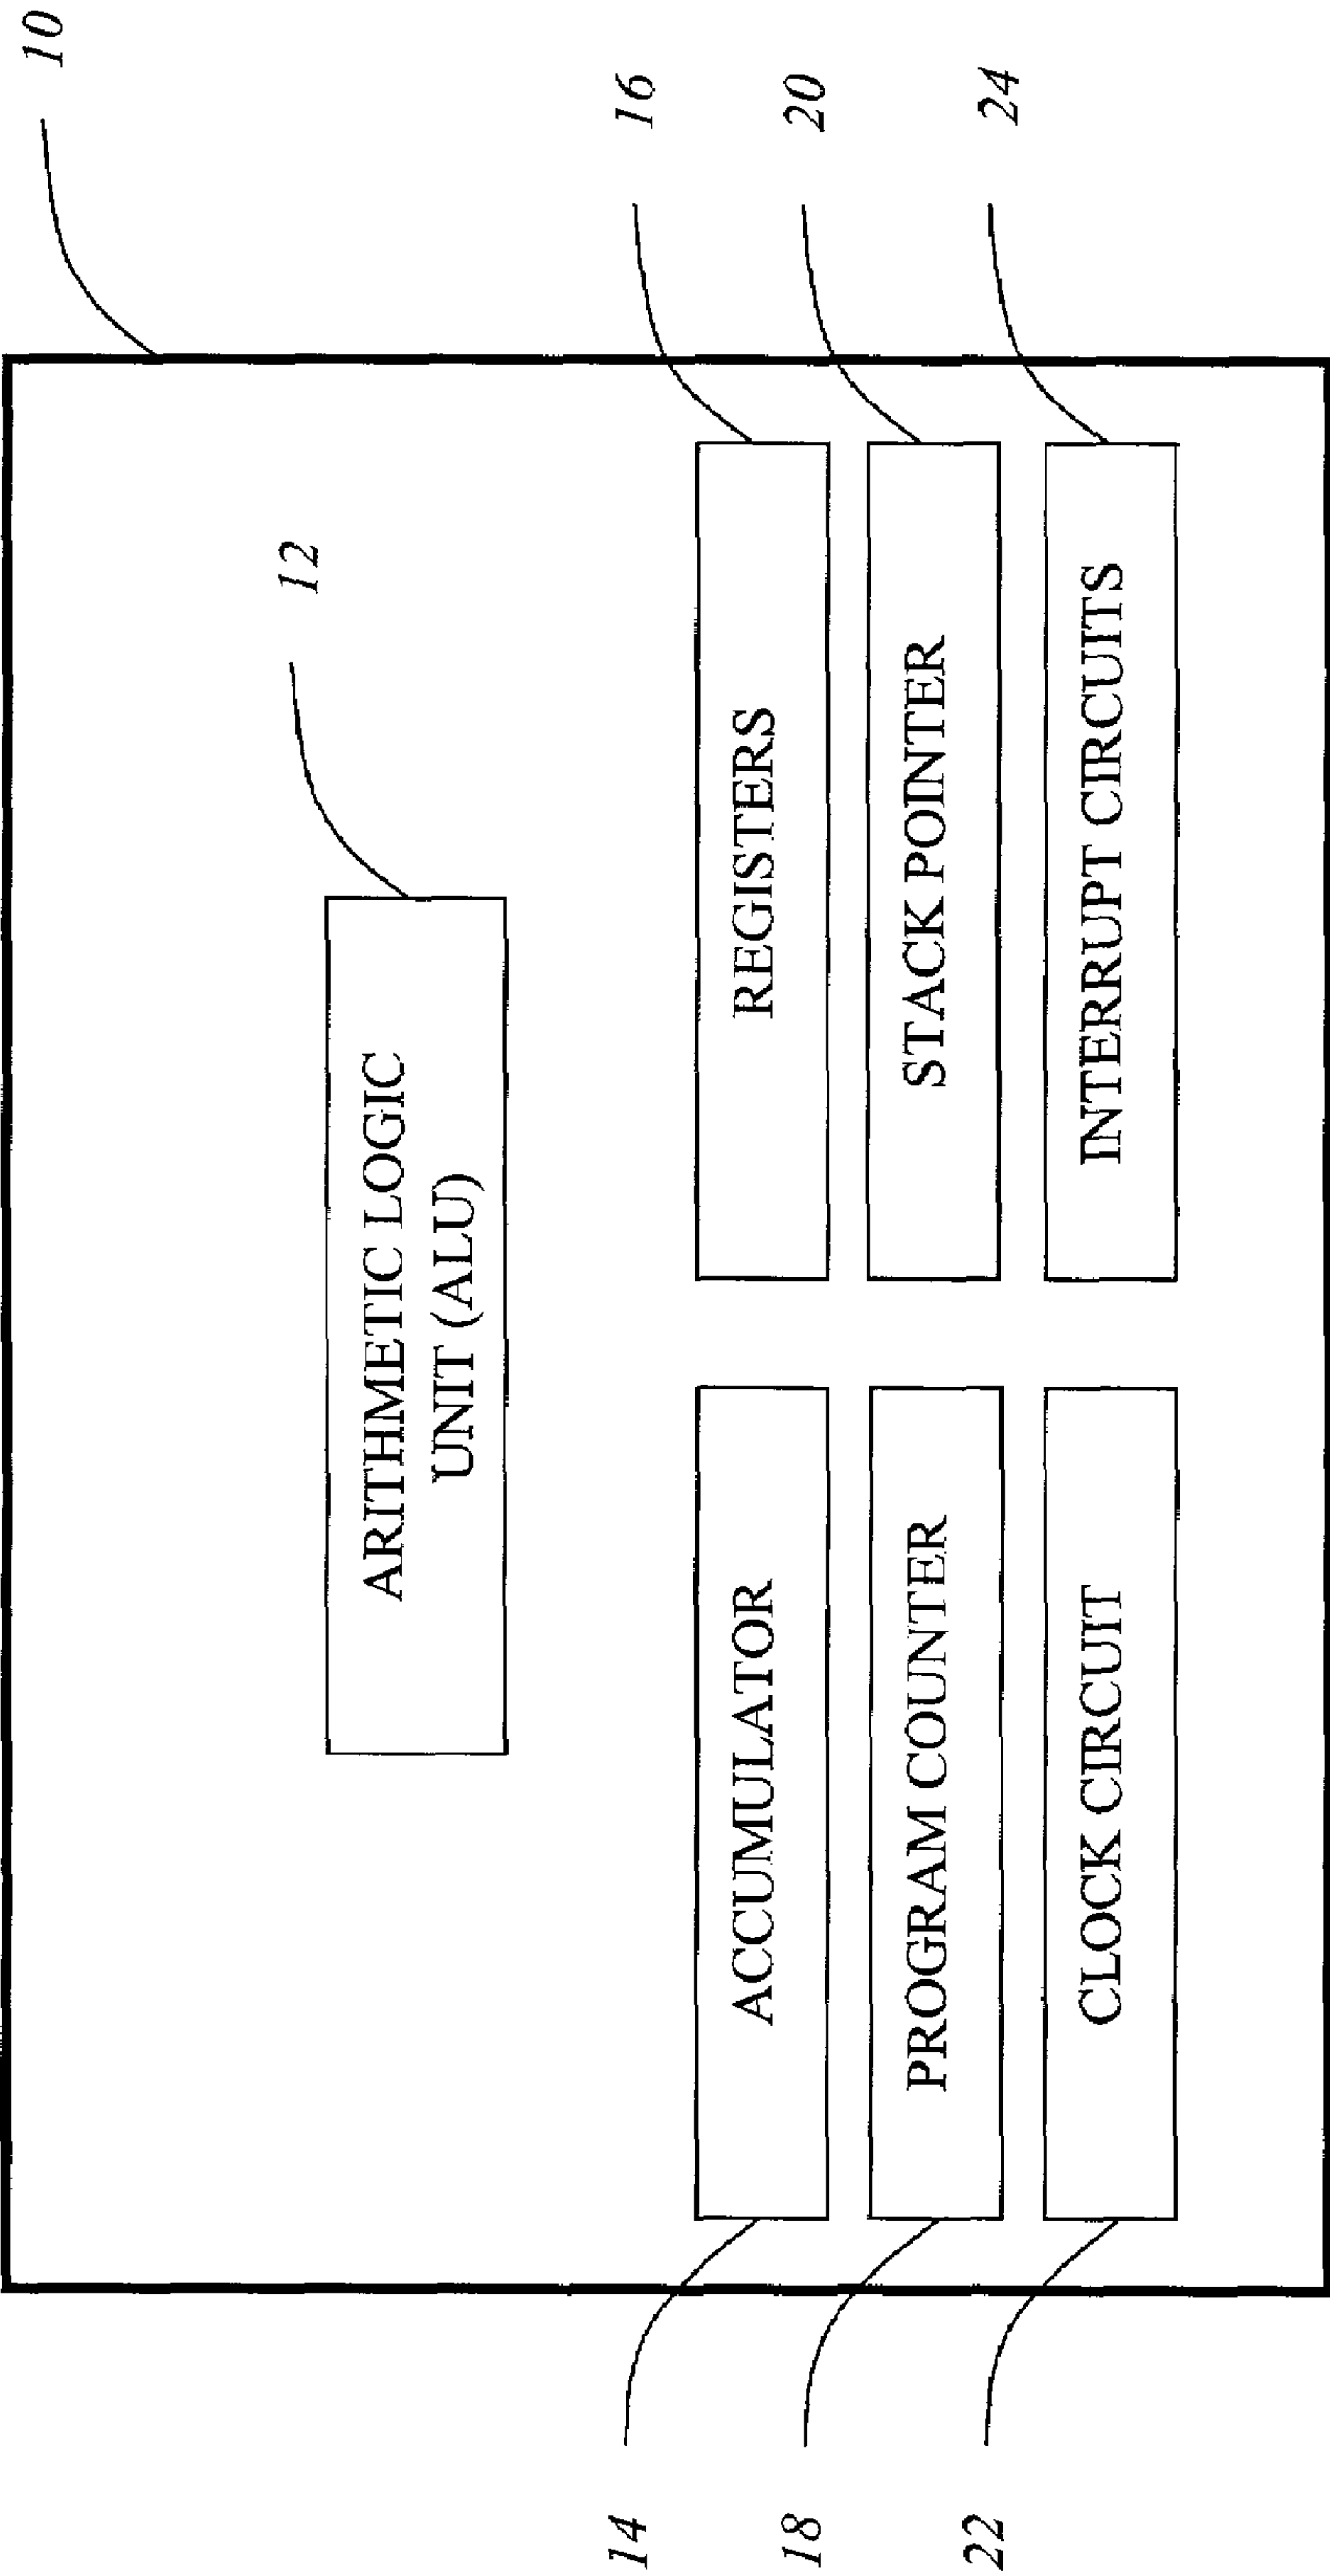 10
12
ARITHMETIC LOGIC
UNIT (ALU)
14
ACCUMULATOR
REGISTERS
16
18
PROGRAM COUNTER
STACK POINTER
20
22
CLOCK CIRCUIT
INTERRUPT CIRCUITS
24